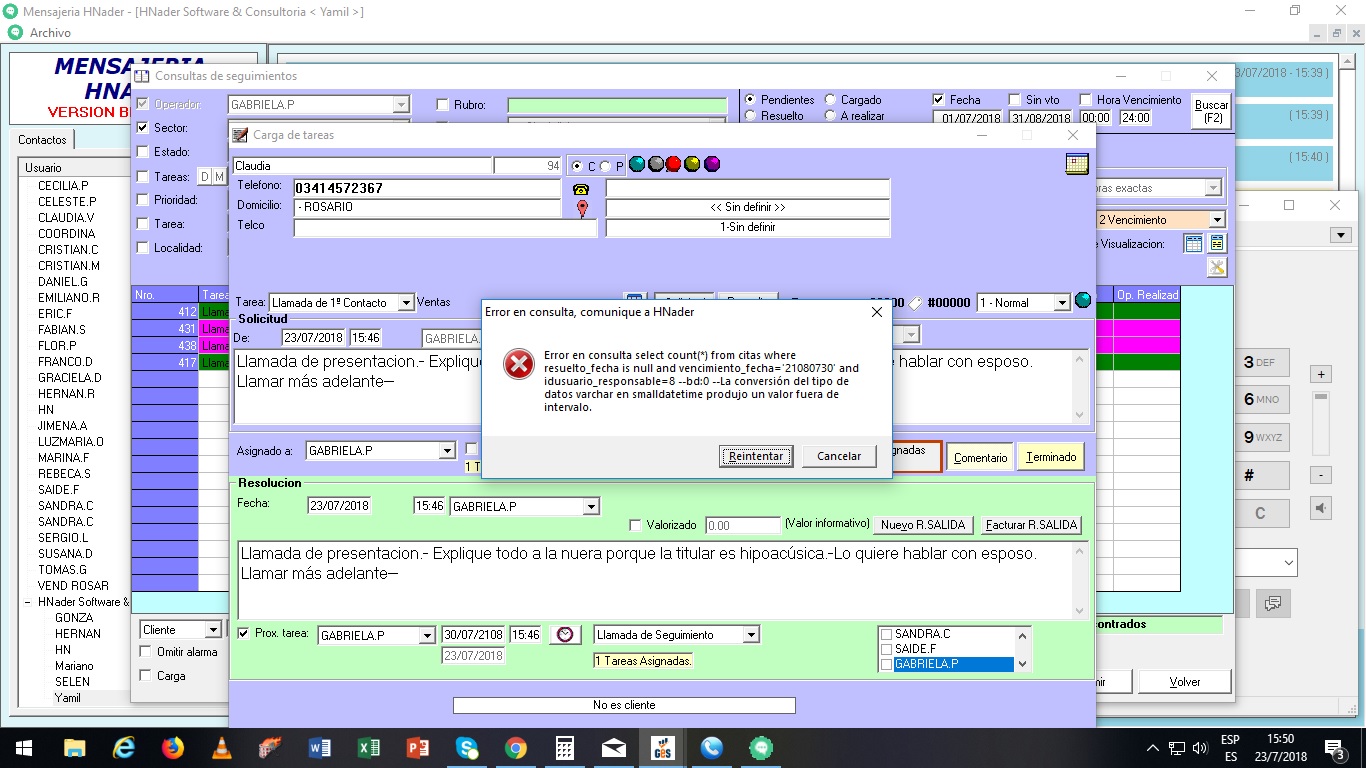 Mensajeria HNader - [HNader Software & Consultoria < Yamil >]
Archivo
MENSAJERIA
HNA
VERSION B
Contactos
Usuario
CECILIA.P
CELESTE.P
CLAUDIA.V
COORDINA
CRISTIAN.C
CRISTIAN.M
DANIEL.G
EMILIANO.R
ERIC.F
FABIAN.S
FLOR.P
FRANCO.D
GRACIELA.D
HERNAN.R
HN
JIMENA.A
LUZMARIA.O
MARINA.F
REBECA.S
SAIDE.F
SANDRA.C
SANDRA.C
SERGIO.L
SUSANA.D
TOMAS.G
VEND ROSAR
HNader Software &
GONZA
HERNAN
HN
Mariano
SELEN
Yamil
3/07/2018 - 15:39 )
( 15:39 )
( 15:40 )
Consultas de seguimientos
Operador:
GABRIELA.P
Rubro:
Pendientes
Cargado
Resuelto
A realizar
Fecha
Sin vto
Hora Vencimiento
01/07/2018
31/08/2018
00:00
24:00
Buscar
(F2)
Sector:
Estado:
Tareas:
D
M
Prioridad:
Tarea:
Localidad:
ras exactas
2 Vencimiento
e Visualizacion:
Nro.
Tarea
Op. Realizad
412
Llama
431
Llama
438
Llama
417
Llama
Cliente
Omitir alarma
Carga
contrados
mir
Volver
Carga de tareas
Claudia
94
C
P
Telefono:
03414572367
Domicilio:
- ROSARIO
<< Sin definir >>
Telco
1-Sin definir
Tarea:
Llamada de 1º Contacto
Ventas
00000
#00000
1 - Normal
Solicitud
De:
23/07/2018
15:46
GABRIELA.
Llamada de presentacion.- Explique
re hablar con esposo.
Llamar más adelante--
Asignado a:
GABRIELA.P
1 T
gnadas
Comentario
Terminado
Error en consulta, comunique a HNader
Error en consulta select count(*) from citas where
resuelto_fecha is null and vencimiento_fecha='21080730' and
idusuario_responsable=8 --bd:0 --La conversión del tipo de
datos varchar en smalldatetime produjo un valor fuera de
intervalo.
Reintentar
Cancelar
Resolucion
Fecha:
23/07/2018
15:46
GABRIELA.P
Valorizado
0.00
(Valor informativo)
Nuevo R.SALIDA
Facturar R.SALIDA
Llamada de presentacion.- Explique todo a la nuera porque la titular es hipoacúsica.-Lo quiere hablar con esposo.
Llamar más adelante--
Prox. tarea:
GABRIELA.P
30/07/2108
15:46
Llamada de Seguimiento
23/07/2018
1 Tareas Asignadas.
SANDRA.C
SAIDE.F
GABRIELA.P
No es cliente
3 DEF
6 MNO
9 WXYZ
#
C
+
-
ESP
ES
15:50
23/7/2018
3